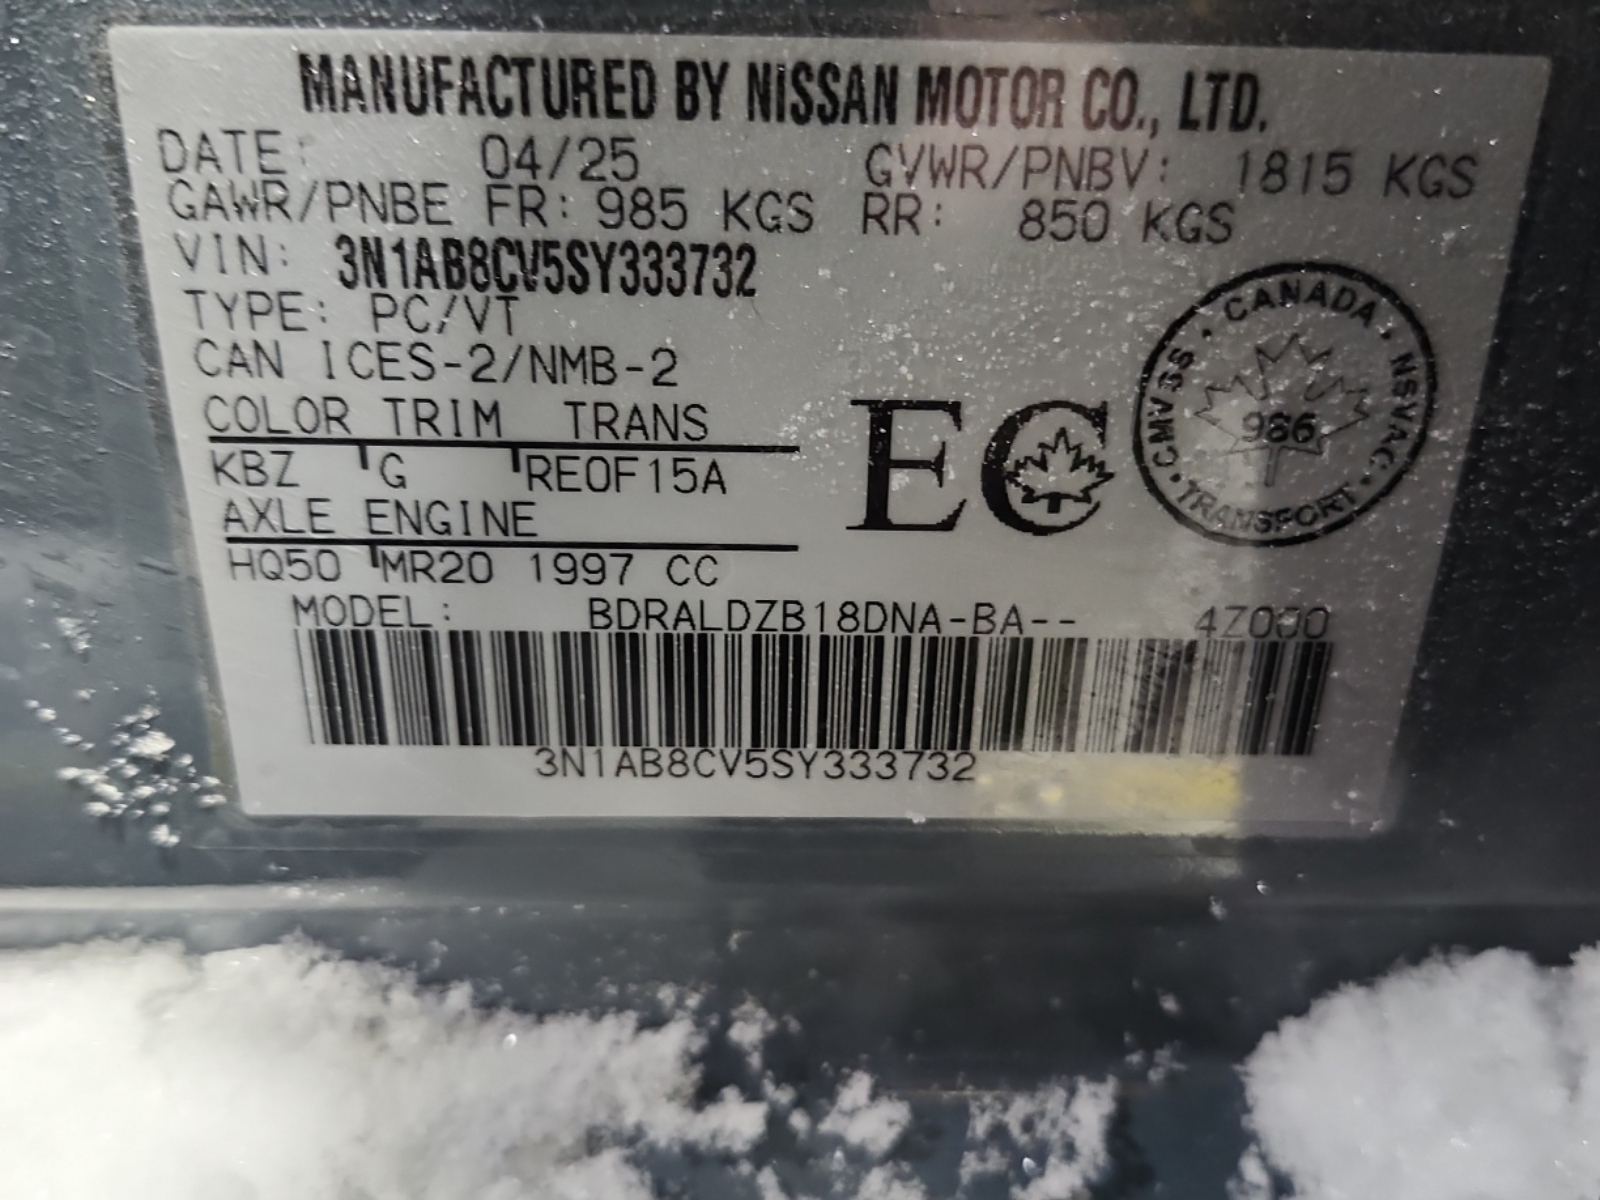 MANUFACTURED BY NISSAN MOTOR CO., LTD.
DATE: 04/25 GVWR/PNBV: 1815 KGS
GAWR/PNBE FR: 985 KGS RR: 850 KGS
VIN: 3N1AB8CV5SY333732
TYPE: PC/VT
CAN ICES-2/NMB-2
COLOR TRIM TRANS
KBZ G RE0F15A
AXLE ENGINE
HQ50 MR20 1997 CC
EC
CANADA
CMVSS · NSVAC
986
TRANSPORT
MODEL: BDRALDZB18DNA-BA-- 4Z000
3N1AB8CV5SY333732